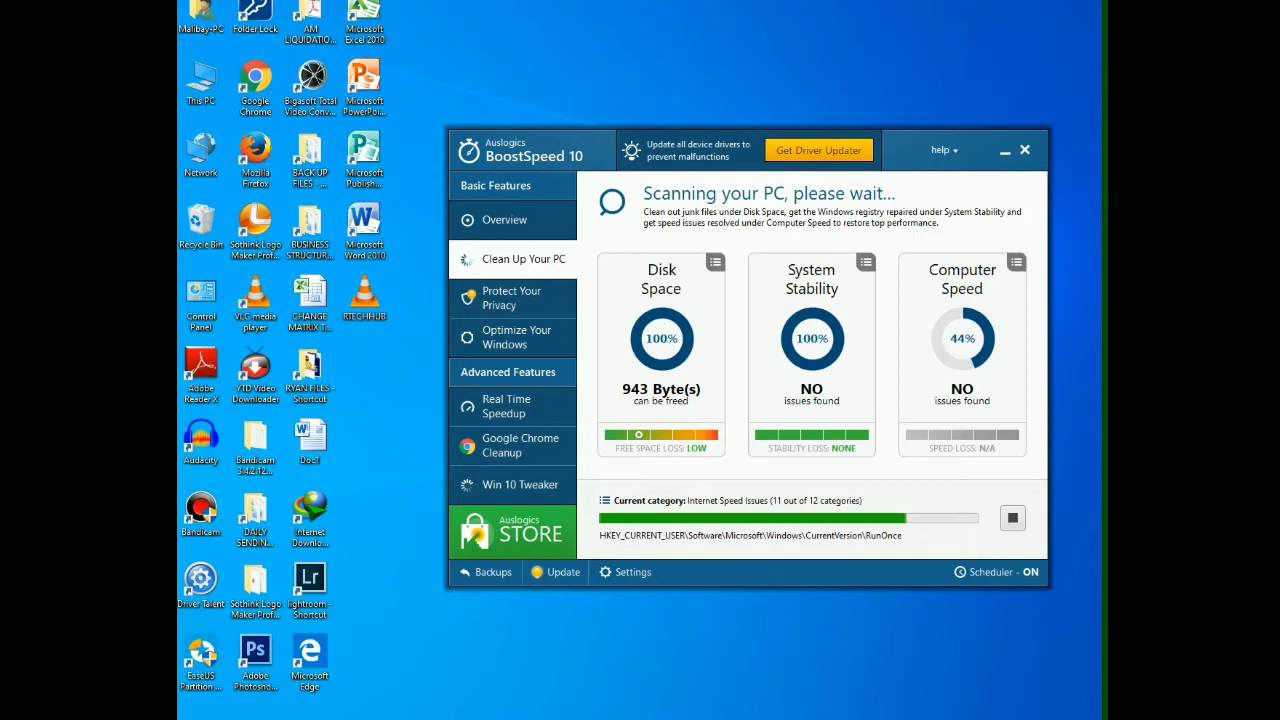 Malibay-PC
Folder Lock
AM
LIQUIDATIO...
Microsoft
Excel 2010
This PC
Google
Chrome
Bigasoft Total
Video Conv...
Microsoft
PowerPoi...
Network
Mozilla
Firefox
BACK UP
FILES - ...
Microsoft
Publish...
Recycle Bin
Sothink Logo
Maker Prof...
BUSINESS
STRUCTUR...
Microsoft
Word 2010
Control
Panel
VLC media
player
CHANGE
MATRIX T...
RTECHHUB
Adobe
Reader X
YTD Video
Downloader
RYAN FILES -
Shortcut
Audacity
Bandicam
3.4.2.12...
Doc1
Bandicam
DAILY
SENDIN...
Internet
Downlo...
Driver Talent
Sothink Logo
Maker Prof...
lightroom -
Shortcut
EaseUS
Partition ...
Adobe
Photosho...
Microsoft
Edge
Auslogics
BoostSpeed 10
Update all device drivers to
prevent malfunctions
Get Driver Updater
help
Basic Features
Overview
Clean Up Your PC
Protect Your
Privacy
Optimize Your
Windows
Advanced Features
Real Time
Speedup
Google Chrome
Cleanup
Win 10 Tweaker
Auslogics
STORE
Scanning your PC, please wait...
Clean out junk files under Disk Space, get the Windows registry repaired under System Stability and
get speed issues resolved under Computer Speed to restore top performance.
Disk
Space
100%
943 Byte(s)
can be freed
FREE SPACE LOSS: LOW
System
Stability
100%
NO
issues found
STABILITY LOSS: NONE
Computer
Speed
44%
NO
issues found
SPEED LOSS: N/A
Current category: Internet Speed Issues (11 out of 12 categories)
HKEY_CURRENT_USER\Software\Microsoft\Windows\CurrentVersion\RunOnce
Backups
Update
Settings
Scheduler - ON